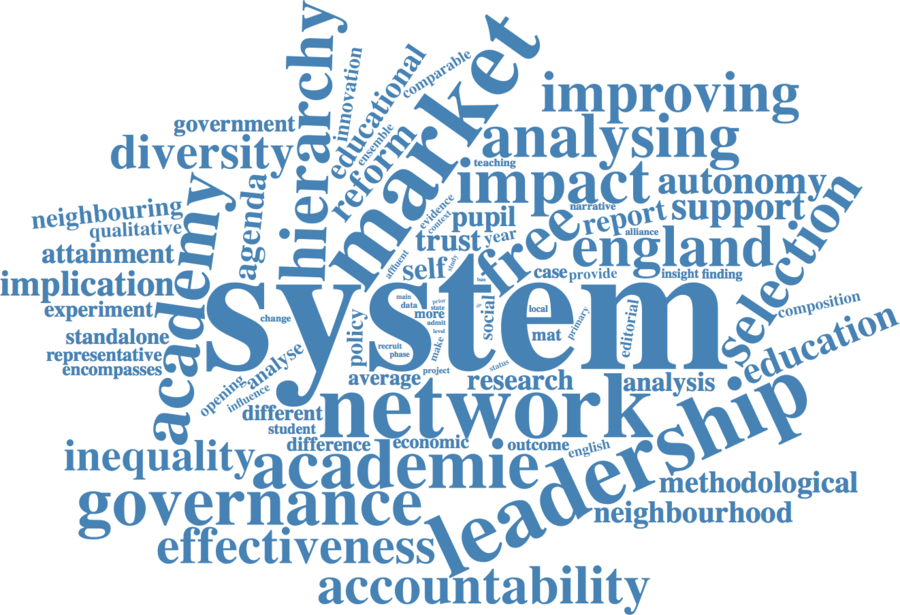 hierarchy
market
innovation
educational
comparable
ensemble
reform
improving
government
analysing
diversity
teaching
impact
autonomy
academy
agenda
neighbouring
qualitative
evidence
context
pupil
free
narrative
report
support
selection
attainment
affluent
trust
year
alliance
england
implication
self
study
case
provide
insight
finding
experiment
system
change
main
data
prior
state
more
admit
level
social
local
mat
primary
editorial
composition
standalone
representative
encompasses
policy
recruit
phase
make
education
opening
analyse
influence
average
project
status
research
analysis
different
network
student
difference
economic
outcome
english
leadership
inequality
academie
methodological
governance
neighbourhood
effectiveness
accountability